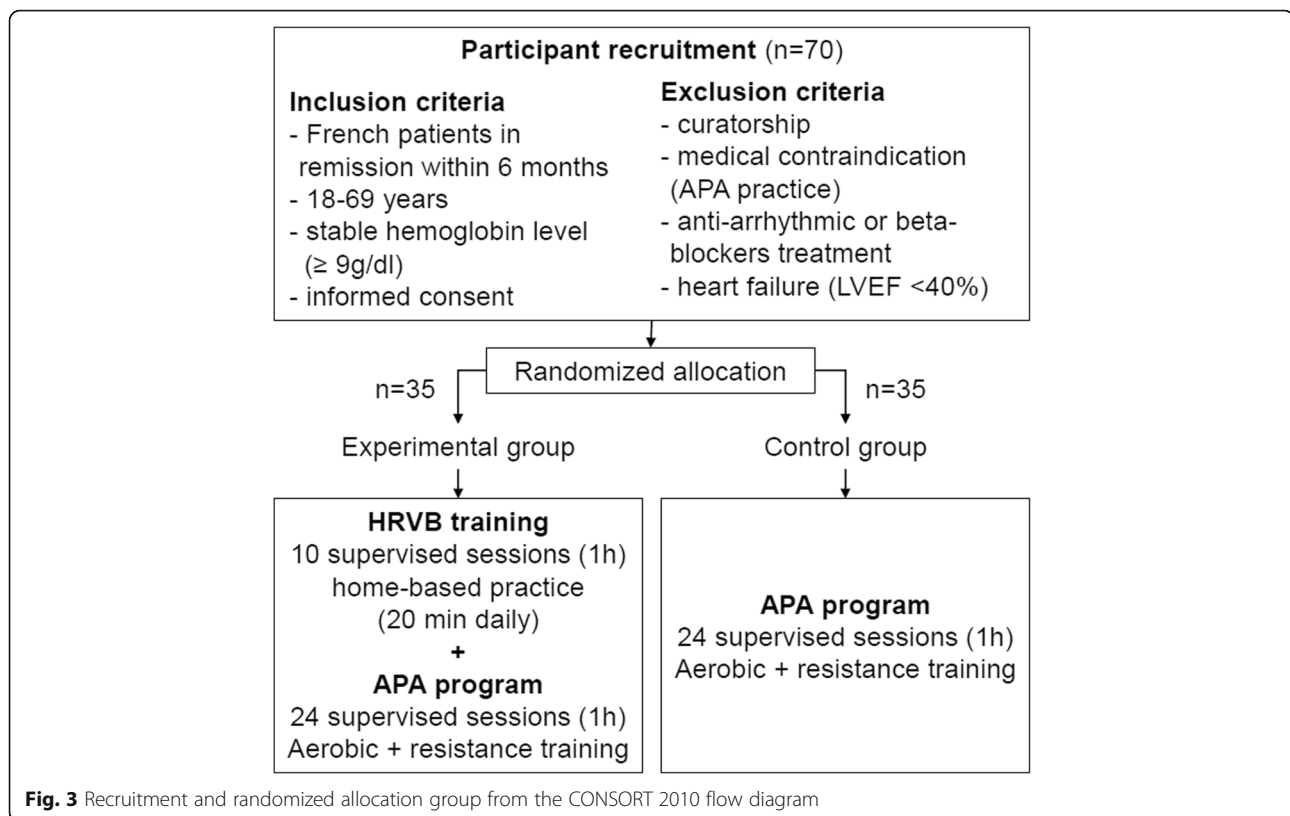 Participant recruitment (n=70)
Inclusion criteria
- French patients in
remission within 6 months
- 18-69 years
- stable hemoglobin level
(≥ 9g/dl)
- informed consent
Exclusion criteria
- curatorship
- medical contraindication
(APA practice)
- anti-arrhythmic or beta-
blockers treatment
- heart failure (LVEF <40%)
Randomized allocation
n=35
n=35
Experimental group
Control group
HRVB training
10 supervised sessions (1h)
home-based practice
(20 min daily)
+
APA program
24 supervised sessions (1h)
Aerobic + resistance training
APA program
24 supervised sessions (1h)
Aerobic + resistance training
Fig. 3 Recruitment and randomized allocation group from the CONSORT 2010 flow diagram